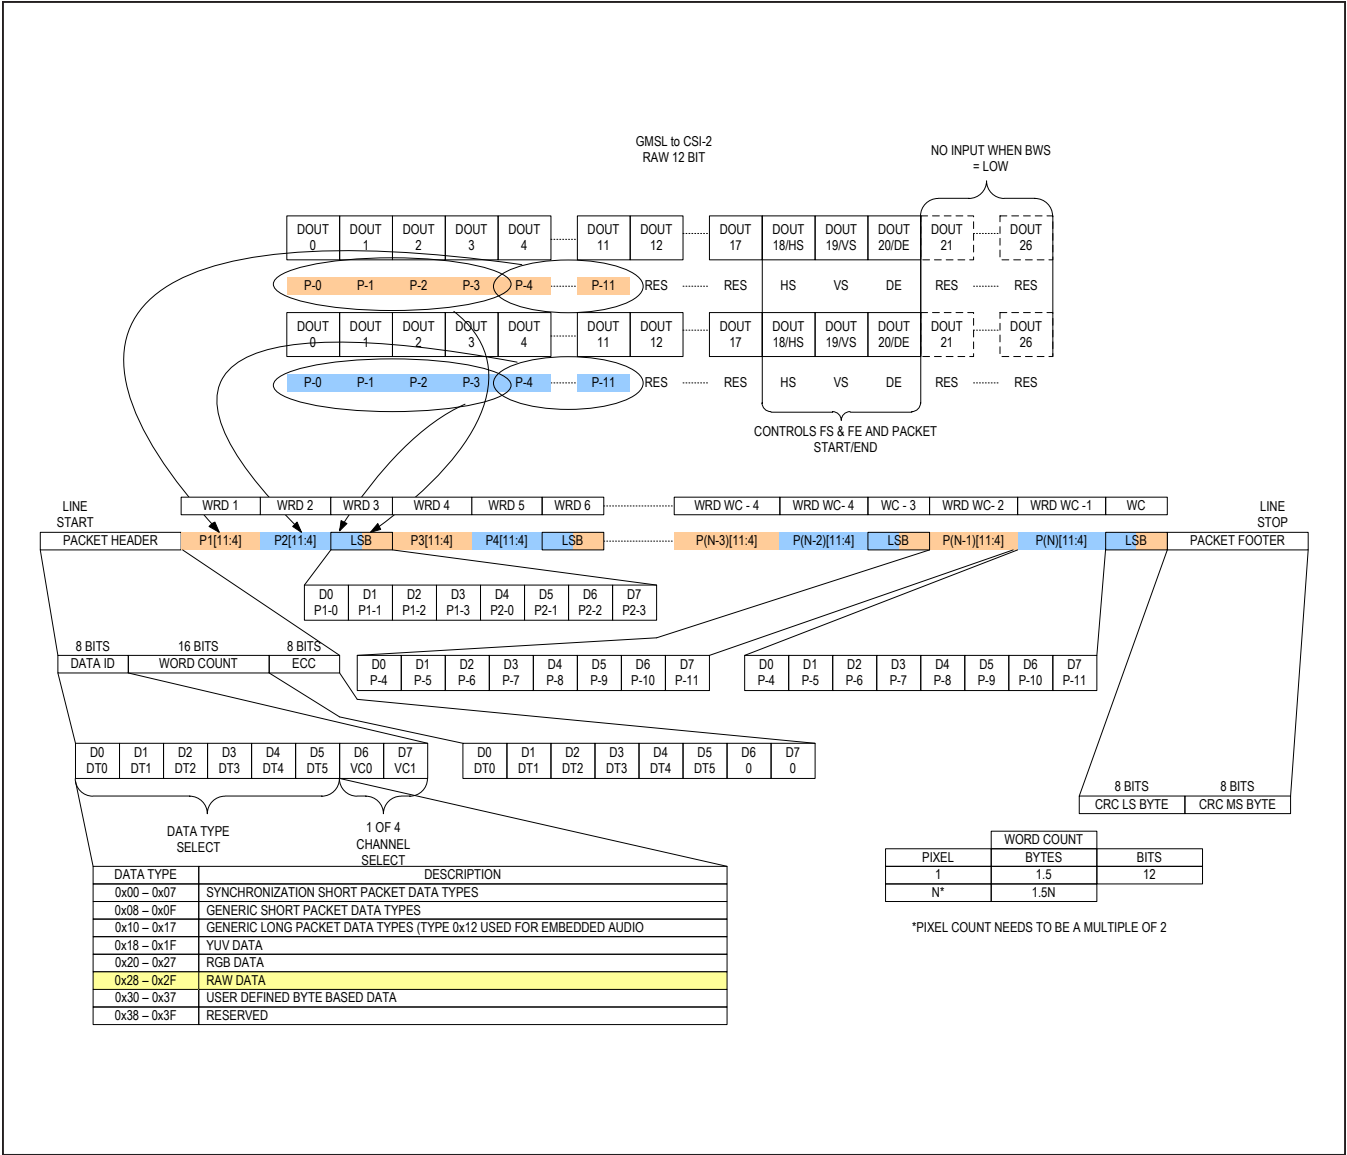 GMSL to CSI-2
RAW 12 BIT
NO INPUT WHEN BWS
= LOW
DOUT 0 DOUT 1 DOUT 2 DOUT 3 DOUT 4 DOUT 11 DOUT 12 DOUT 17 DOUT 18/HS DOUT 19/VS DOUT 20/DE DOUT 21 DOUT 26
P-0 P-1 P-2 P-3 P-4 P-11 RES RES HS VS DE RES RES
DOUT 0 DOUT 1 DOUT 2 DOUT 3 DOUT 4 DOUT 11 DOUT 12 DOUT 17 DOUT 18/HS DOUT 19/VS DOUT 20/DE DOUT 21 DOUT 26
P-0 P-1 P-2 P-3 P-4 P-11 RES RES HS VS DE RES RES
CONTROLS FS & FE AND PACKET
START/END
LINE
START
WRD 1 WRD 2 WRD 3 WRD 4 WRD 5 WRD 6 WRD WC - 4 WRD WC- 4 WC - 3 WRD WC- 2 WRD WC -1 WC
LINE
STOP
PACKET HEADER P1[11:4] P2[11:4] LSB P3[11:4] P4[11:4] LSB P(N-3)[11:4] P(N-2)[11:4] LSB P(N-1)[11:4] P(N)[11:4] LSB PACKET FOOTER
D0 D1 D2 D3 D4 D5 D6 D7
P1-0 P1-1 P1-2 P1-3 P2-0 P2-1 P2-2 P2-3
8 BITS 16 BITS 8 BITS
DATA ID WORD COUNT ECC
D0 D1 D2 D3 D4 D5 D6 D7
P-4 P-5 P-6 P-7 P-8 P-9 P-10 P-11
D0 D1 D2 D3 D4 D5 D6 D7
P-4 P-5 P-6 P-7 P-8 P-9 P-10 P-11
D0 D1 D2 D3 D4 D5 D6 D7
DT0 DT1 DT2 DT3 DT4 DT5 VC0 VC1
D0 D1 D2 D3 D4 D5 D6 D7
DT0 DT1 DT2 DT3 DT4 DT5 0 0
8 BITS 8 BITS
CRC LS BYTE CRC MS BYTE
DATA TYPE
SELECT
1 OF 4
CHANNEL
SELECT
WORD COUNT
PIXEL BYTES BITS
1 1.5 12
N* 1.5N
*PIXEL COUNT NEEDS TO BE A MULTIPLE OF 2
DATA TYPE DESCRIPTION
0x00 – 0x07 SYNCHRONIZATION SHORT PACKET DATA TYPES
0x08 – 0x0F GENERIC SHORT PACKET DATA TYPES
0x10 – 0x17 GENERIC LONG PACKET DATA TYPES (TYPE 0x12 USED FOR EMBEDDED AUDIO
0x18 – 0x1F YUV DATA
0x20 – 0x27 RGB DATA
0x28 – 0x2F RAW DATA
0x30 – 0x37 USER DEFINED BYTE BASED DATA
0x38 – 0x3F RESERVED